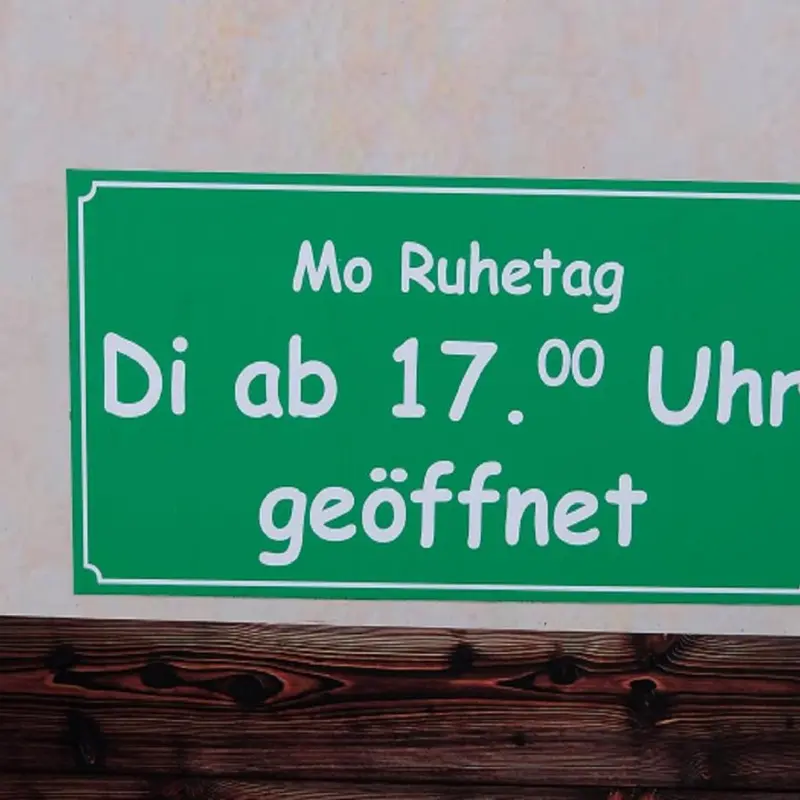 Mo Ruhetag
Di ab 17.00 Uhr
geöffnet